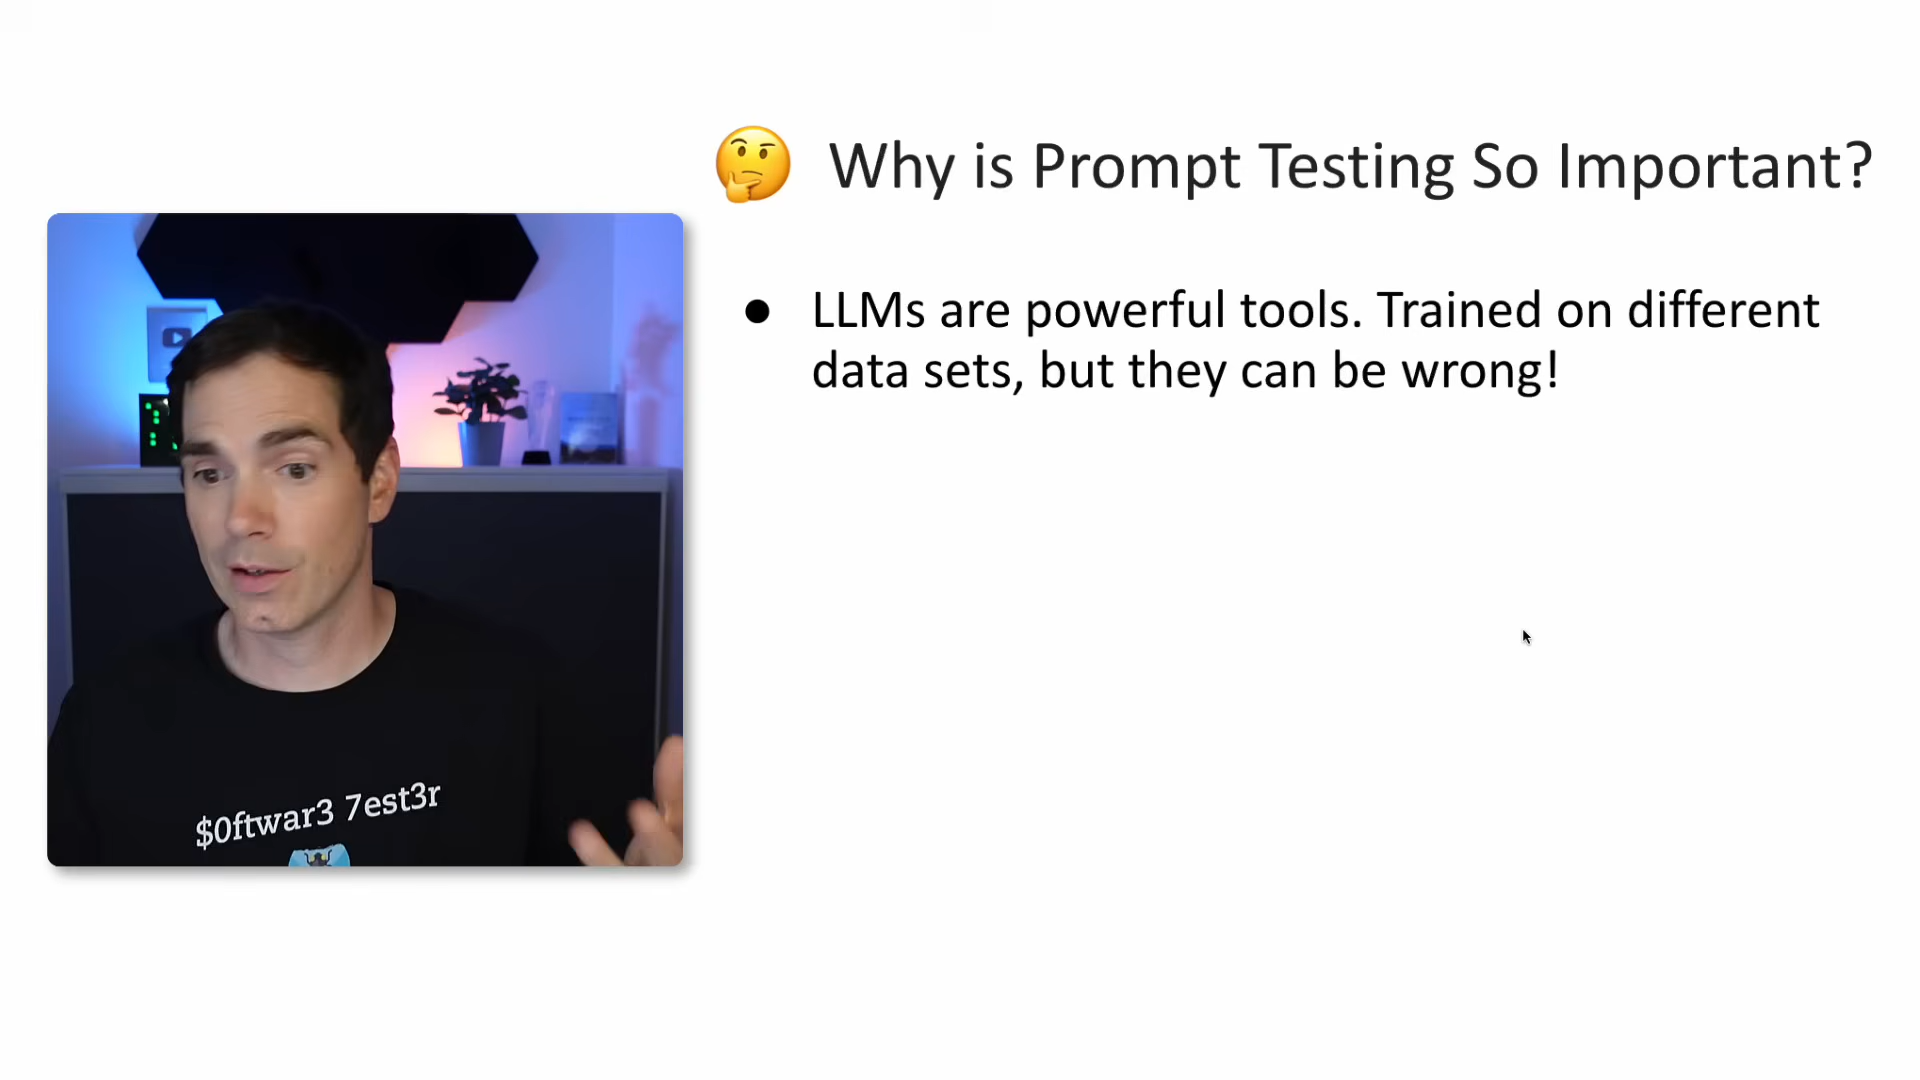 🤔 Why is Prompt Testing So Important?
● LLMs are powerful tools. Trained on different
data sets, but they can be wrong!
$0ftwar3 7est3r